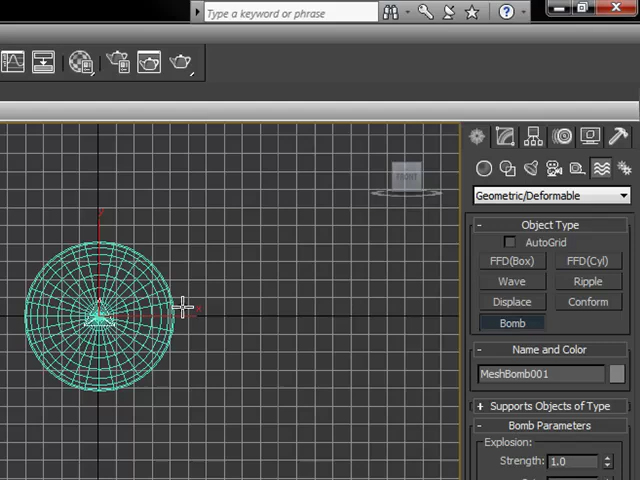 Type a keyword or phrase
FRONT
y
x
Geometric/Deformable
Object Type
AutoGrid
FFD(Box) FFD(Cyl)
Wave Ripple
Displace Conform
Bomb
Name and Color
MeshBomb001
Supports Objects of Type
Bomb Parameters
Explosion:
Strength: 1.0